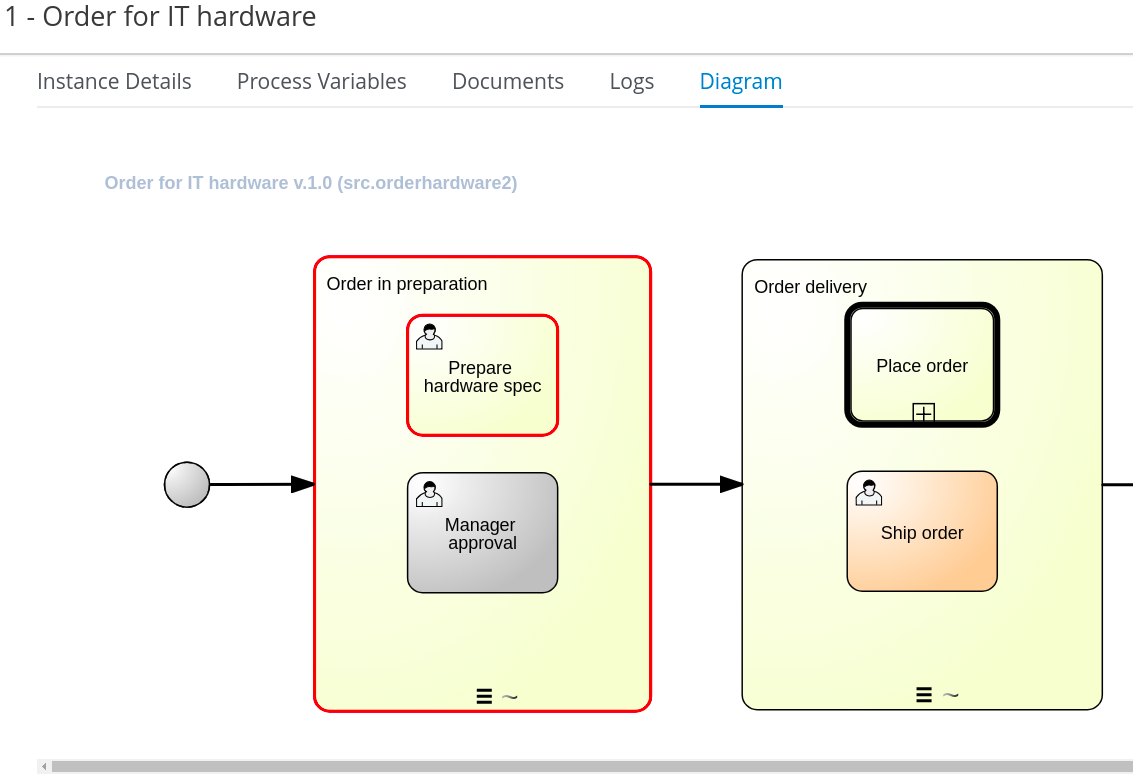 1 - Order for IT hardware
Instance Details
Process Variables
Documents
Logs
Diagram
Order for IT hardware v.1.0 (src.orderhardware2)
Order in preparation
Prepare
hardware spec
Manager
approval
Order delivery
Place order
Ship order